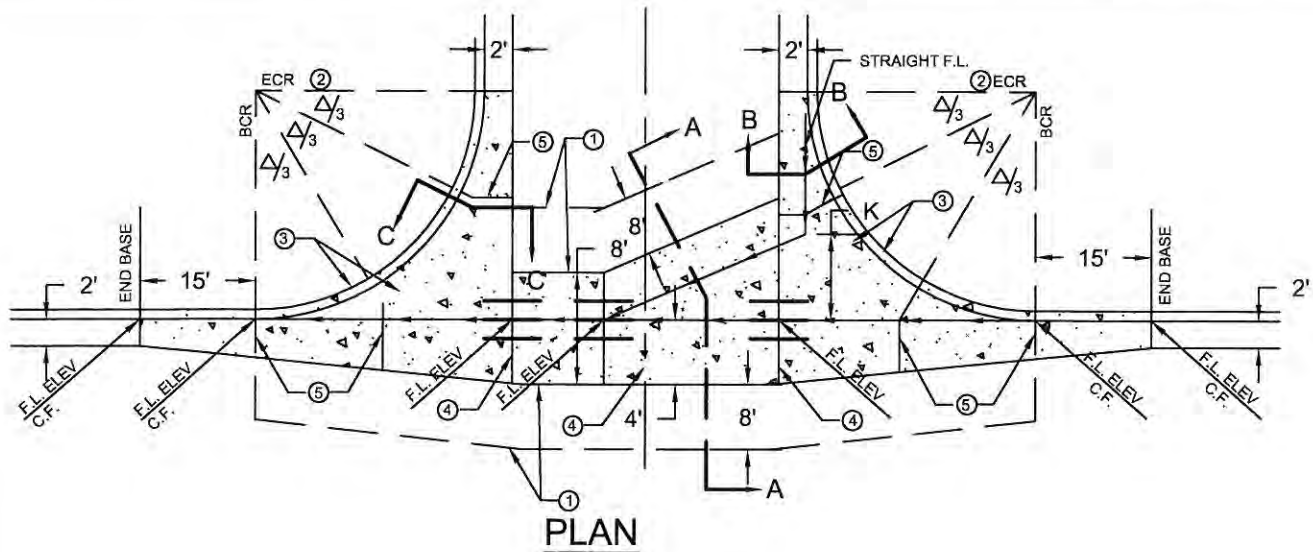 2'
2'
STRAIGHT F.L.
ECR ②
② ECR
BCR
BCR
Δ/3
Δ/3
Δ/3
Δ/3
Δ/3
Δ/3
⑤
①
A
B
B
⑤
C
C
③
8'
8'
K
③
END BASE
15'
2'
15'
END BASE
2'
F.L. ELEV
C.F.
F.L. ELEV
C.F.
⑤
F.L. ELEV
④
F.L. ELEV
④
4'
8'
F.L. ELEV
④
⑤
F.L. ELEV
C.F.
F.L. ELEV
C.F.
①
A
PLAN